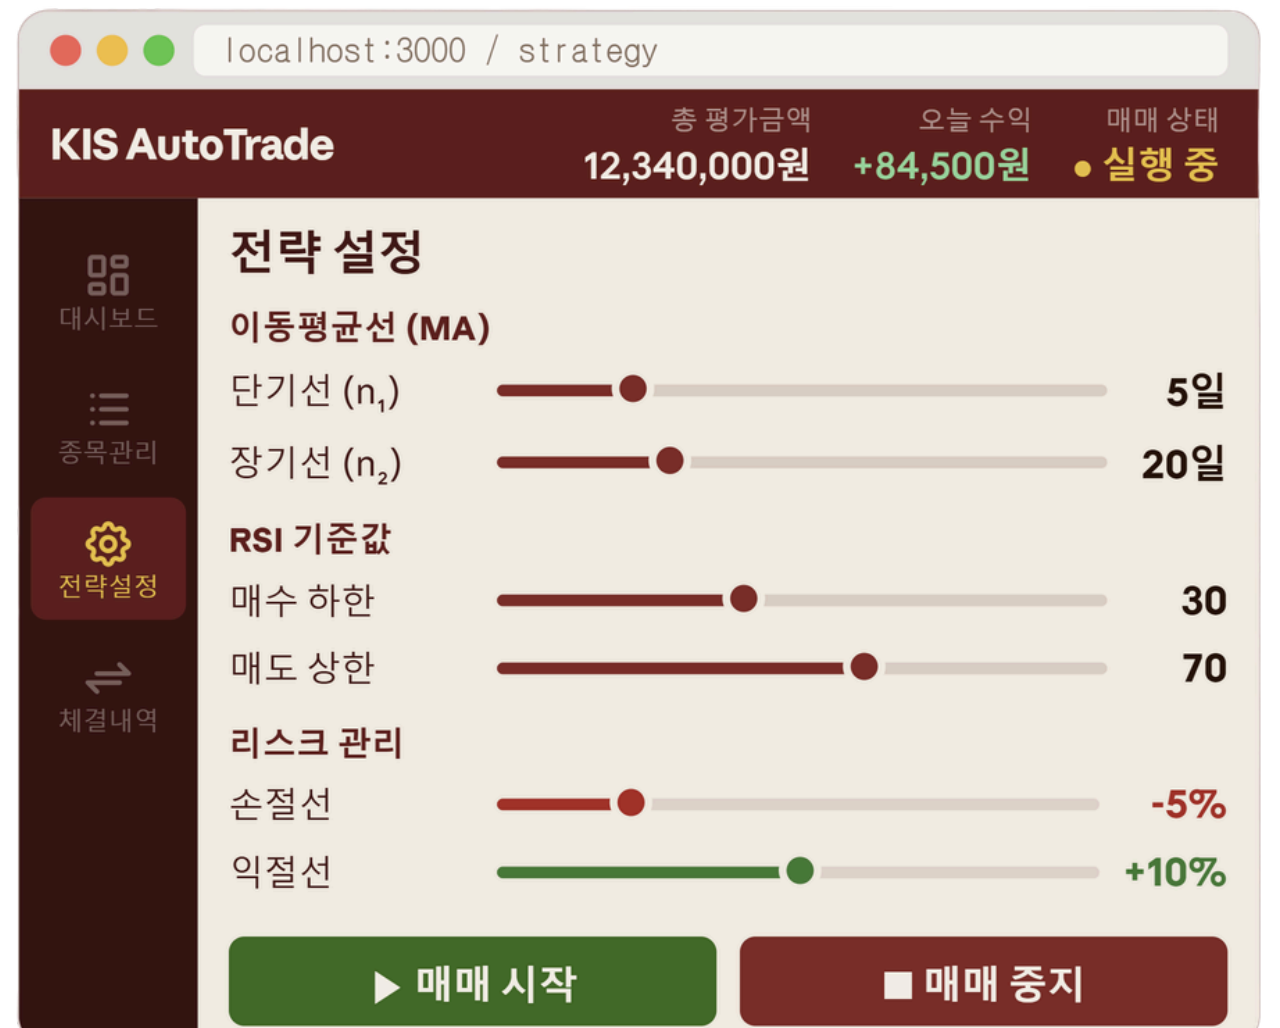 localhost:3000 / strategy
KIS AutoTrade
총 평가금액 오늘 수익 매매 상태
12,340,000원 +84,500원 ● 실행 중
대시보드
종목관리
전략설정
체결내역
전략 설정
이동평균선 (MA)
단기선 (n₁) 5일
장기선 (n₂) 20일
RSI 기준값
매수 하한 30
매도 상한 70
리스크 관리
손절선 -5%
익절선 +10%
▶ 매매 시작 ■ 매매 중지